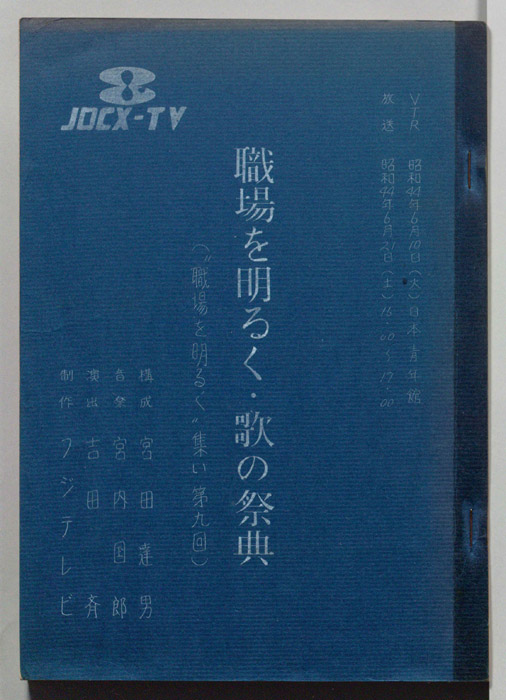 JOCX-TV
VTR 昭和44年6月10日(火)日本青年館
放送 昭和44年6月21日(土)16:00〜17:00
職場を明るく・歌の祭典
(〝職場を明るく〟集い第九回)
構成 宮田達男
音楽 宮内国郎
演出 吉田斉
制作 フジテレビ